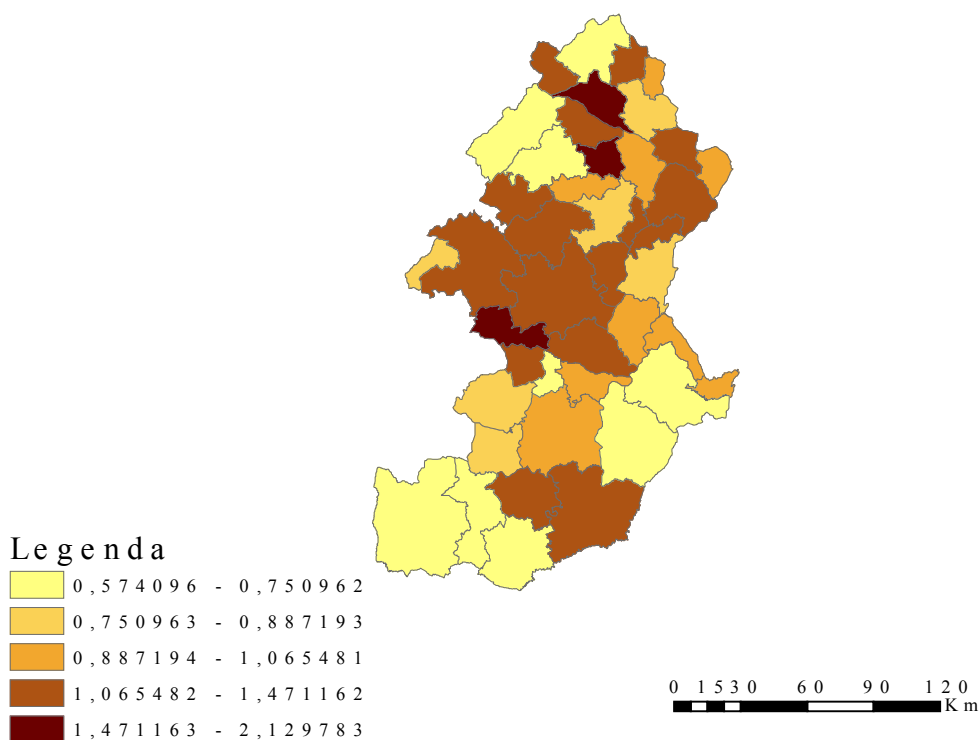 Legenda
0,574096 - 0,750962
0,750963 - 0,887193
0,887194 - 1,065481
1,065482 - 1,471162
1,471163 - 2,129783
0 15 30 60 90 120
Km